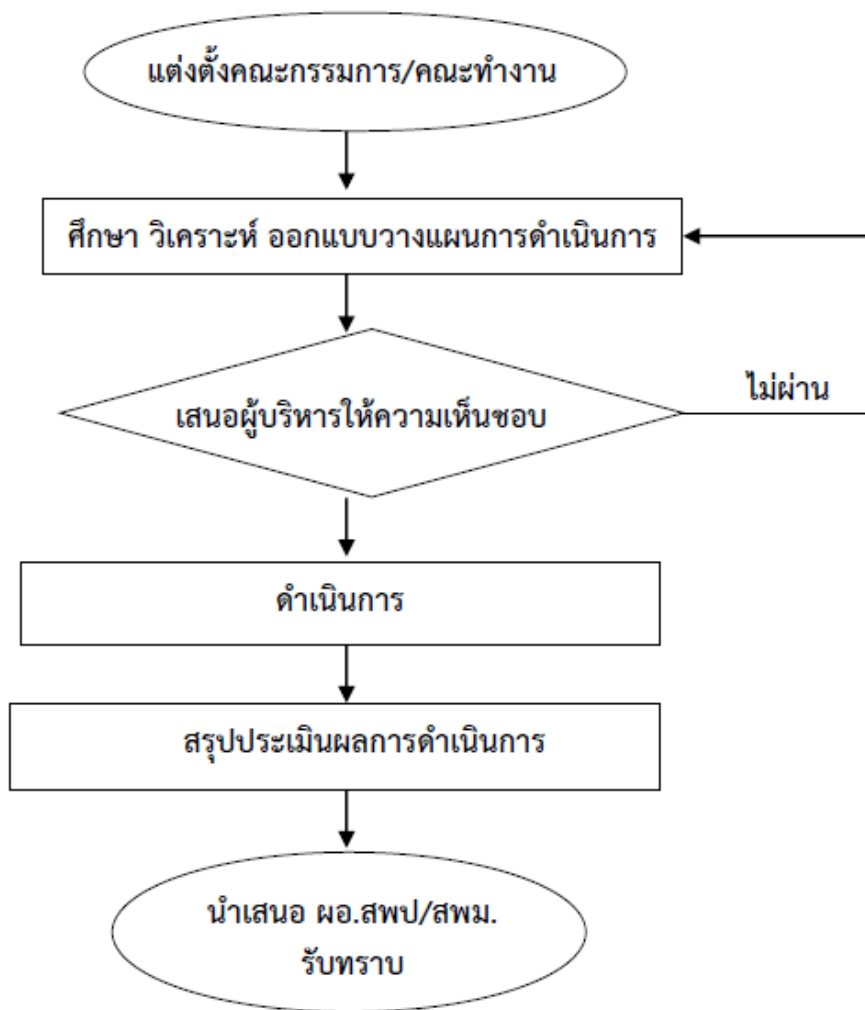 แต่งตั้งคณะกรรมการ/คณะทำงาน
ศึกษา วิเคราะห์ ออกแบบวางแผนการดำเนินการ
เสนอผู้บริหารให้ความเห็นชอบ
ไม่ผ่าน
ดำเนินการ
สรุปประเมินผลการดำเนินการ
นำเสนอ ผอ.สพป/สพม.
รับทราบ